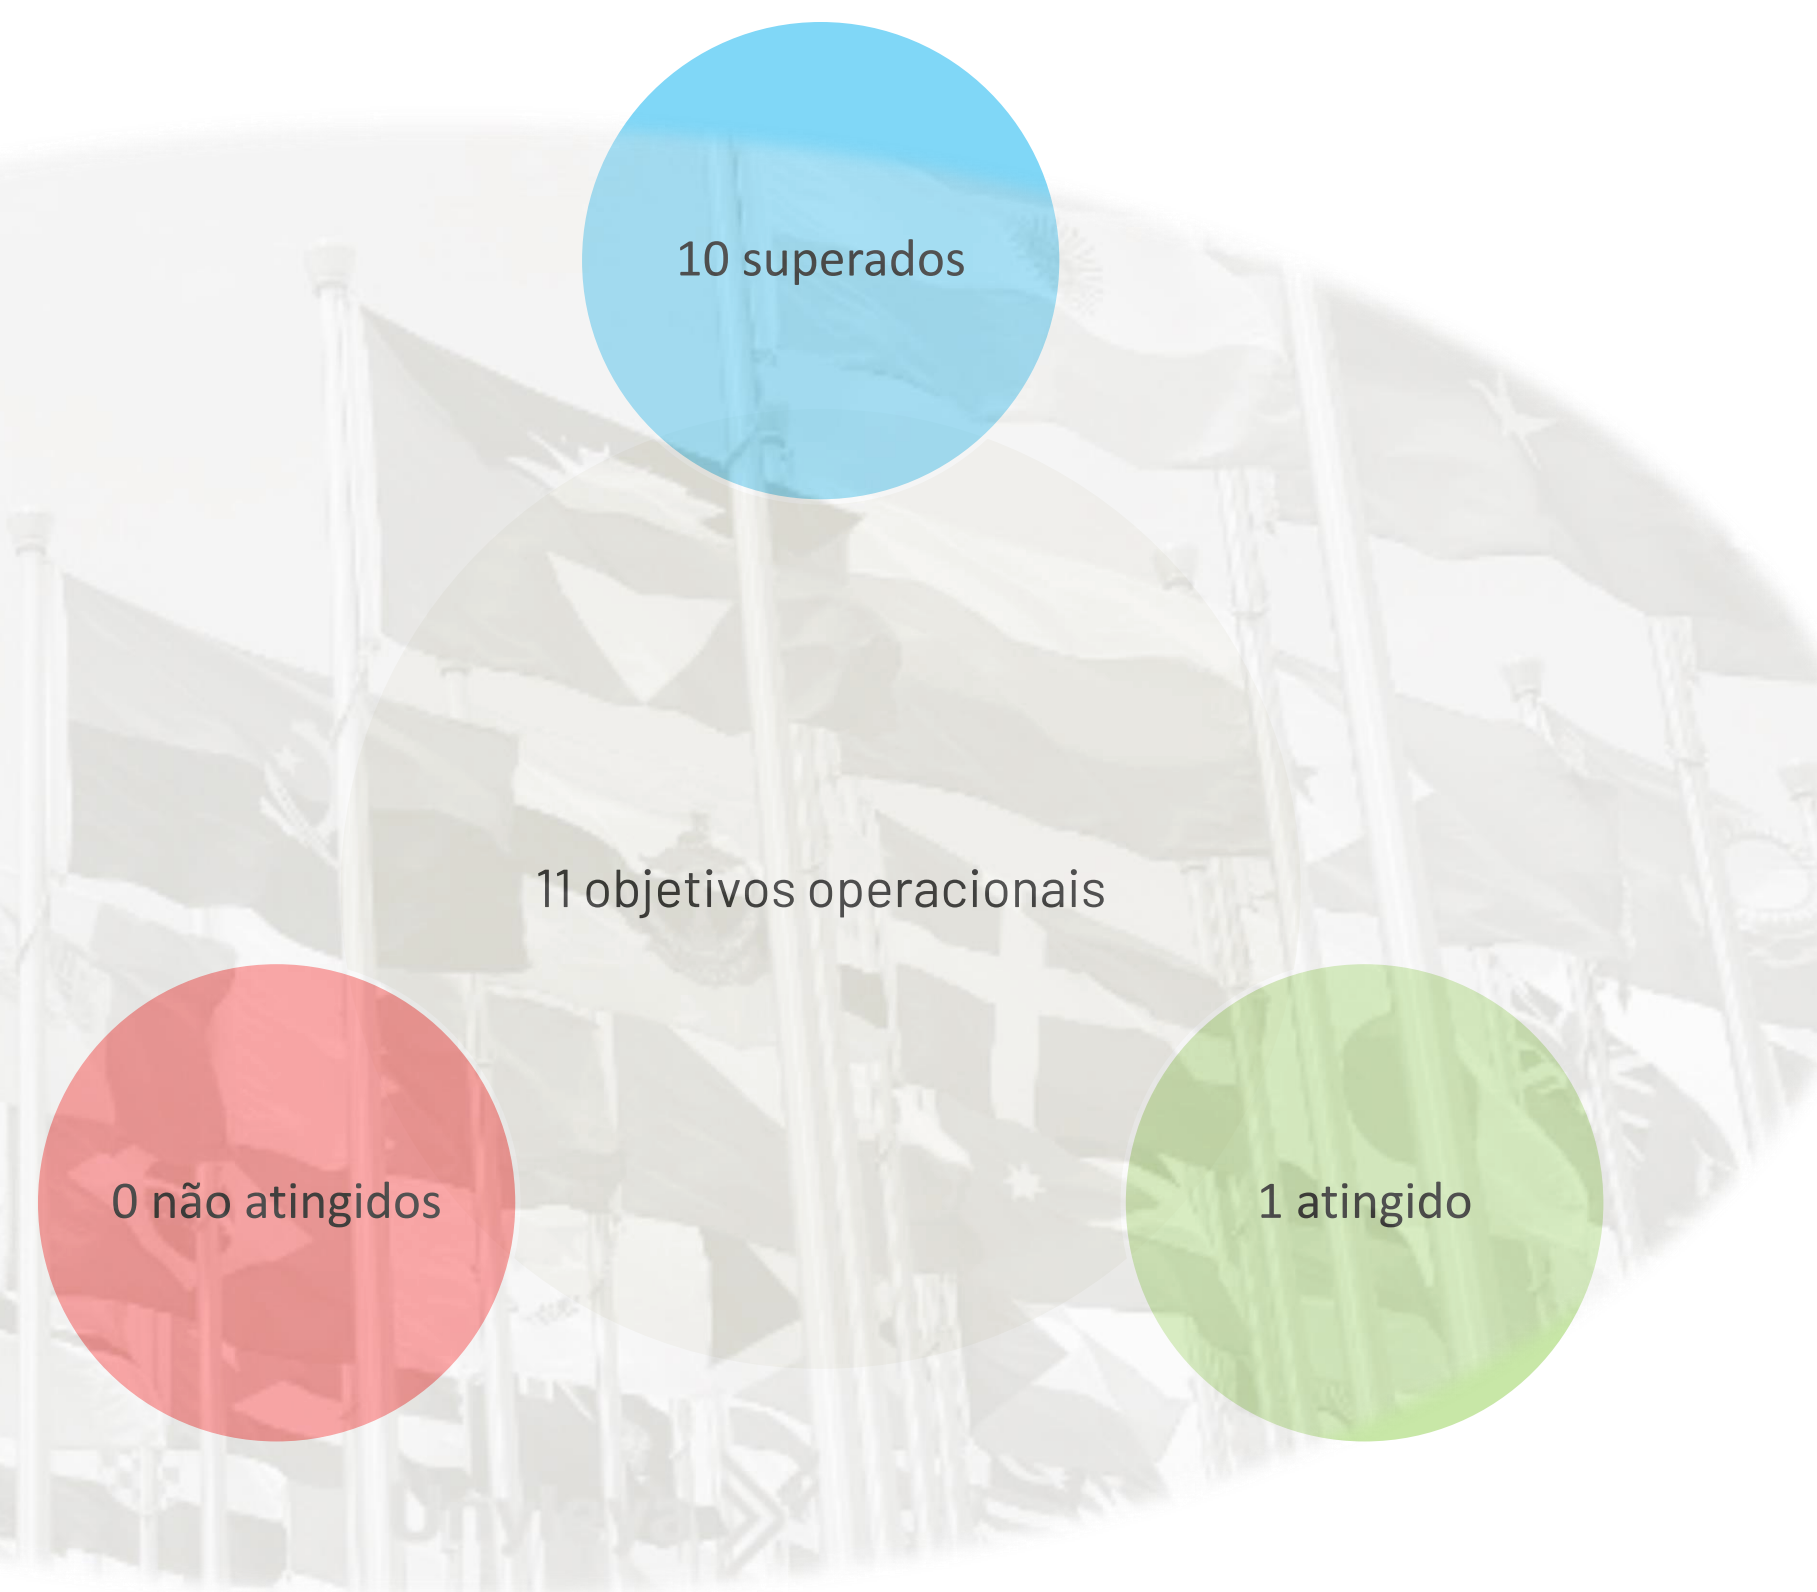 10 superados
11 objetivos operacionais
0 não atingidos
1 atingido